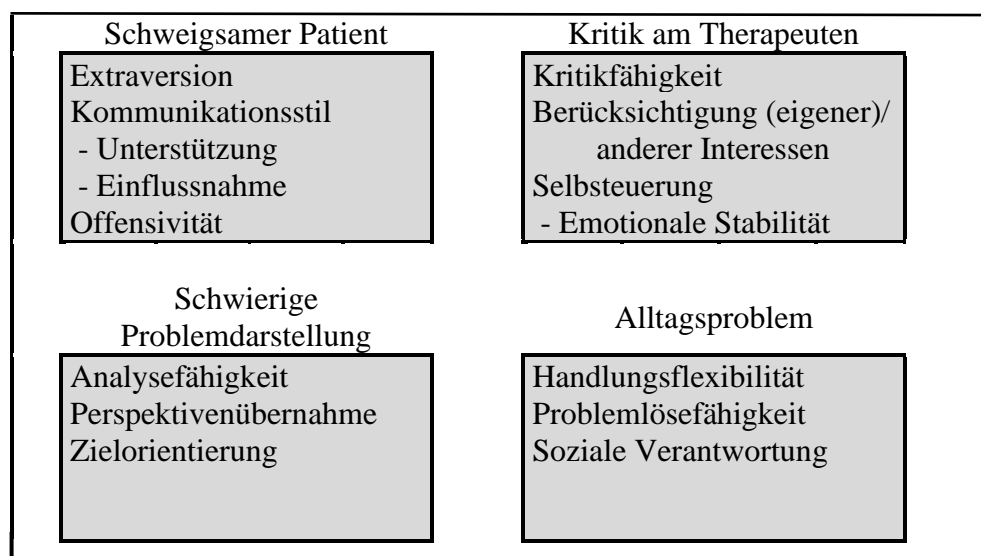 Schweigsamer Patient
Extraversion
Kommunikationsstil
- Unterstützung
- Einflussnahme
Offensivität
Kritik am Therapeuten
Kritikfähigkeit
Berücksichtigung (eigener)/
anderer Interessen
Selbsteuerung
- Emotionale Stabilität
Schwierige
Problemdarstellung
Analysefähigkeit
Perspektivenübernahme
Zielorientierung
Alltagsproblem
Handlungsflexibilität
Problemlösefähigkeit
Soziale Verantwortung